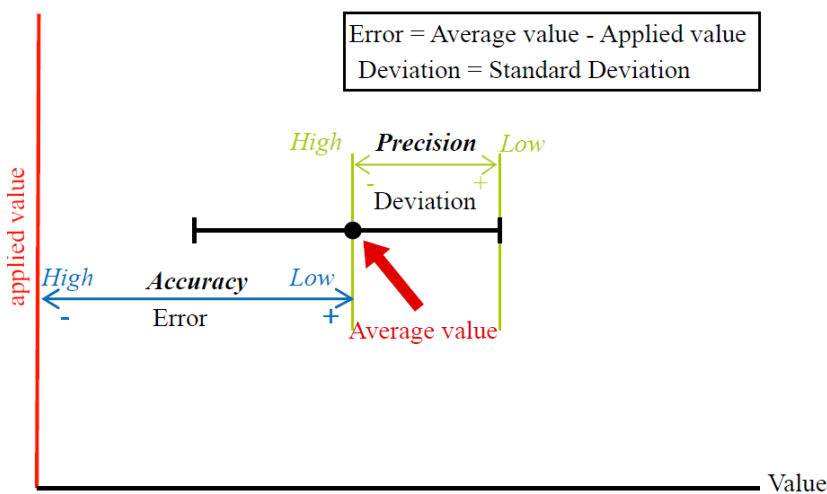 Error = Average value - Applied value
Deviation = Standard Deviation
High Precision Low
- +
Deviation
applied value
High Accuracy Low
- Error +
Average value
Value